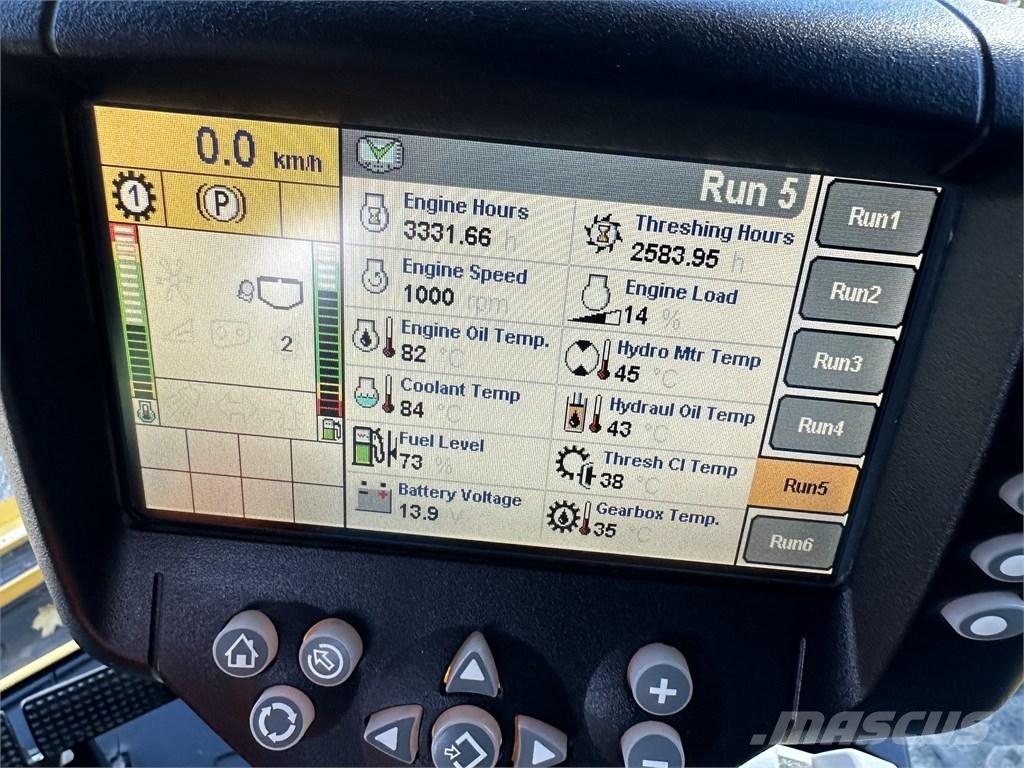 0.0 km/h
1
P
2
Run 5
Engine Hours
3331.66 h
Threshing Hours
2583.95 h
Engine Speed
1000 rpm
Engine Load
14 %
Engine Oil Temp.
82 °C
Hydro Mtr Temp
45 °C
Coolant Temp
84 °C
Hydraul Oil Temp
43 °C
Fuel Level
73 %
Thresh Cl Temp
38 °C
Battery Voltage
13.9 V
Gearbox Temp.
35 °C
Run1
Run2
Run3
Run4
Run5
Run6
+
-
MASCUS